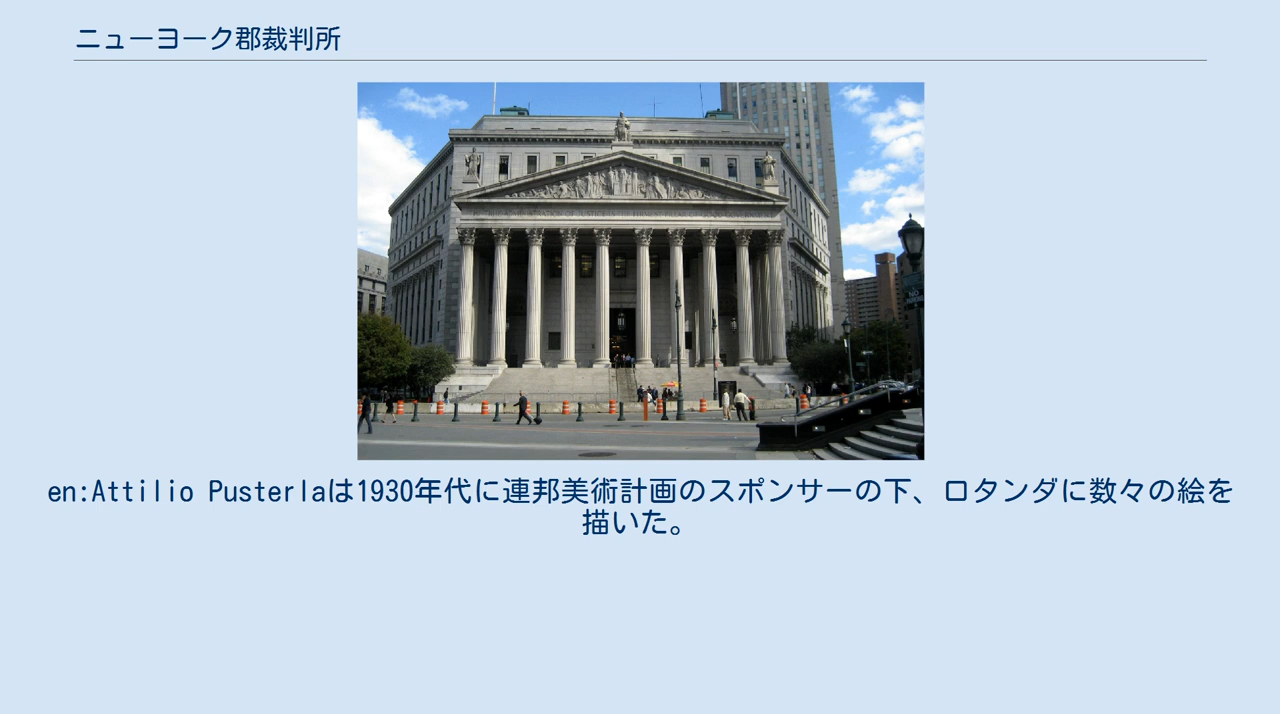 ニューヨーク郡裁判所
en:Attilio Pusterlaは1930年代に連邦美術計画のスポンサーの下、ロタンダに数々の絵を
描いた。